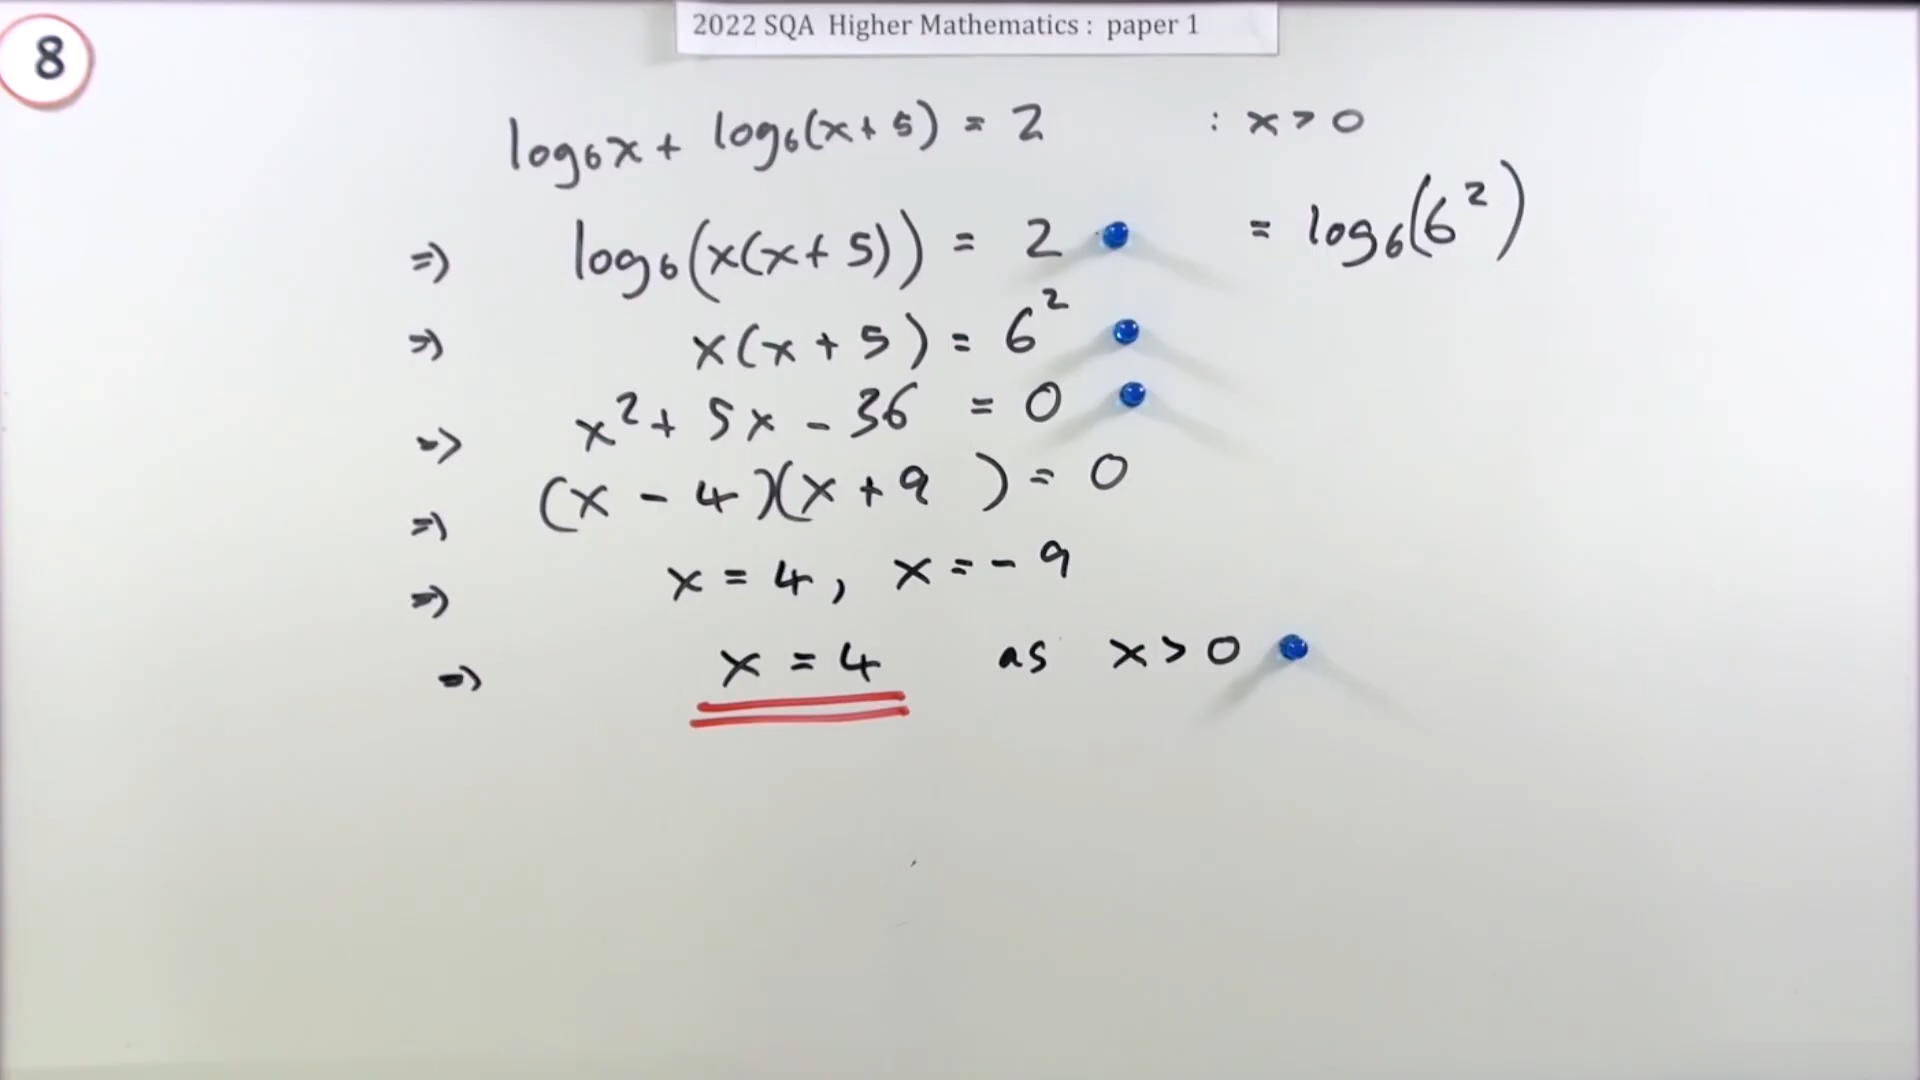 2022 SQA Higher Mathematics : paper 1
8
log₆x + log₆(x+5) = 2 : x > 0
⇒ log₆(x(x+5)) = 2 = log₆(6²)
⇒ x(x+5) = 6²
⇒ x² + 5x - 36 = 0
⇒ (x - 4)(x + 9 ) = 0
⇒ x = 4, x = - 9
⇒ x = 4 as x > 0